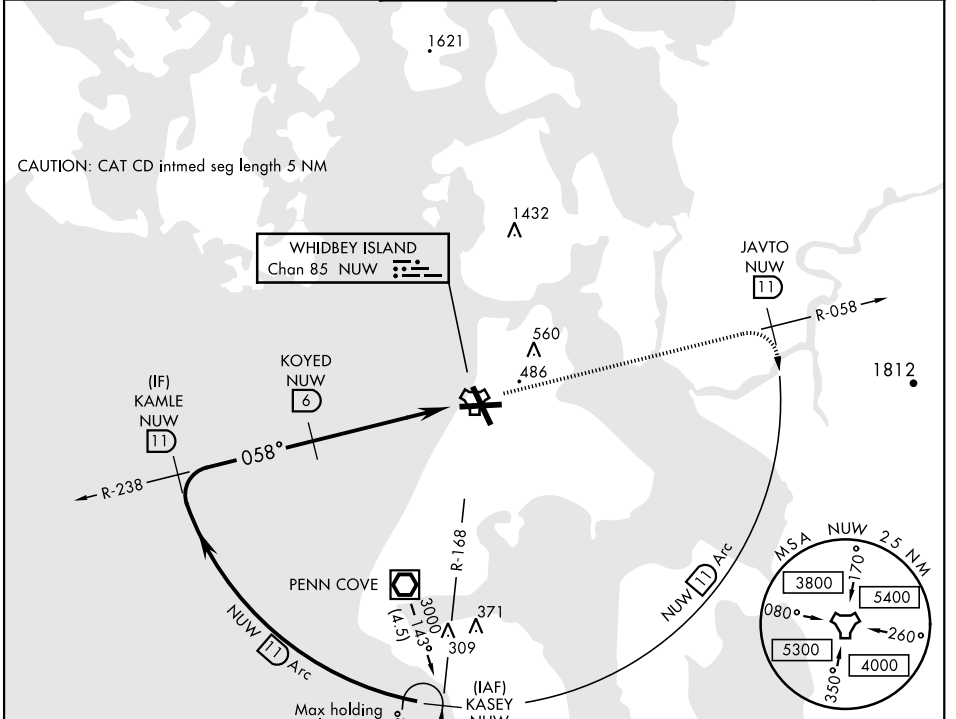 1621
CAUTION: CAT CD intmed seg length 5 NM
1432
WHIDBEY ISLAND
Chan 85 NUW
JAVTO
NUW
11
R-058
560
486
1812
KOYED
NUW
6
(IF)
KAMLE
NUW
11
058°
R-238
R-168
PENN COVE
3000
143°
(4.5)
371
309
NUW 11 Arc
NUW 11 Arc
MSA NUW 25 NM
3800
170°
5400
080°
260°
5300
4000
350°
(IAF)
KASEY
NUW
Max holding